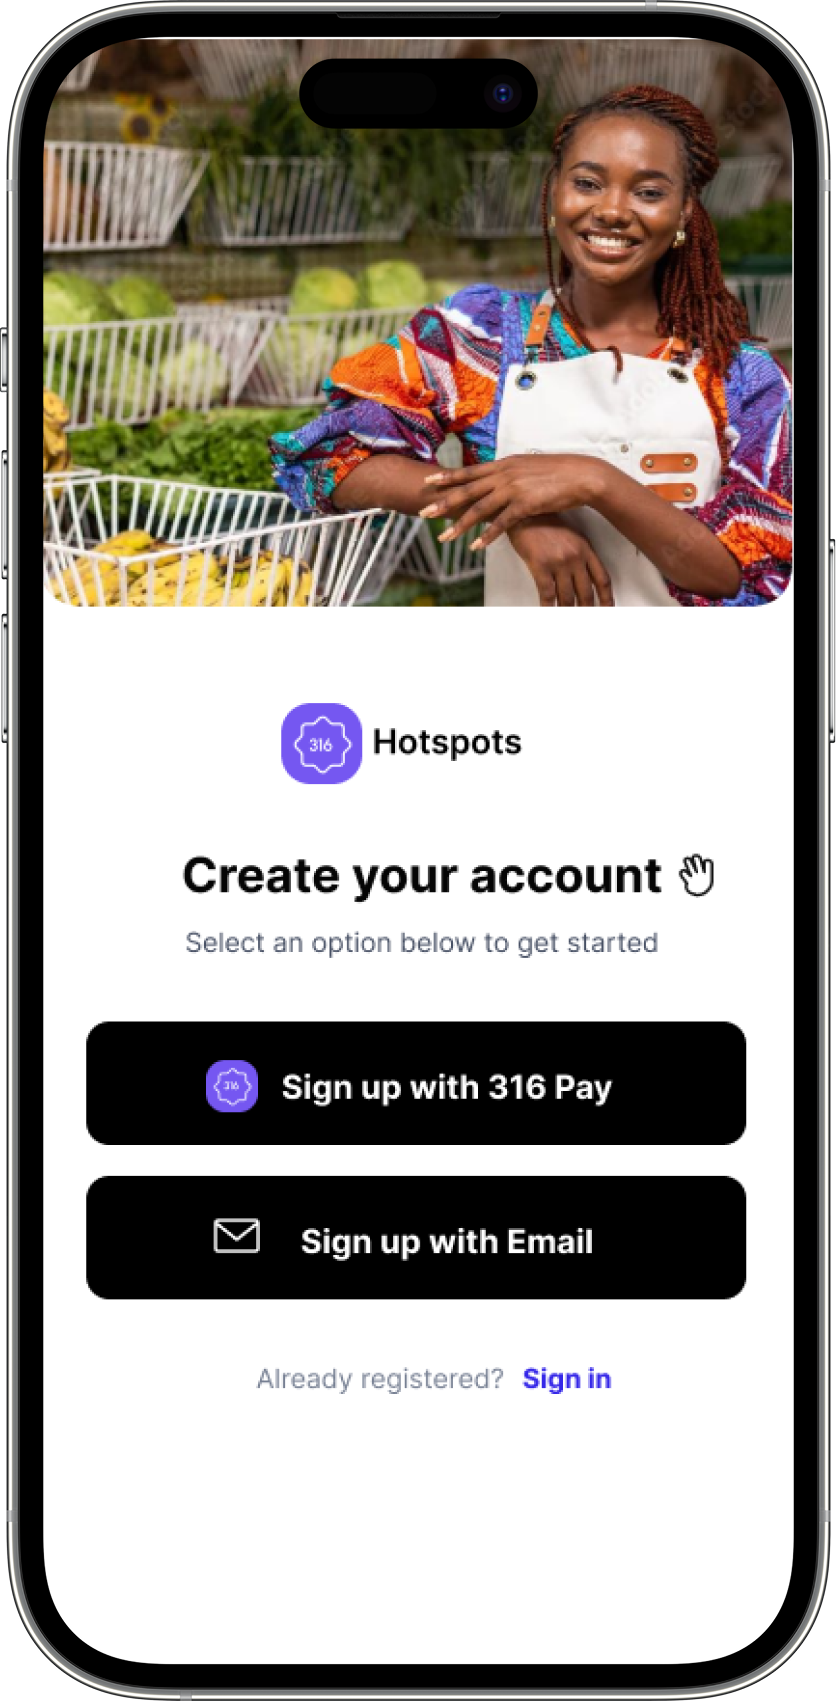 316 Hotspots
Create your account
Select an option below to get started
316 Sign up with 316 Pay
Sign up with Email
Already registered? Sign in